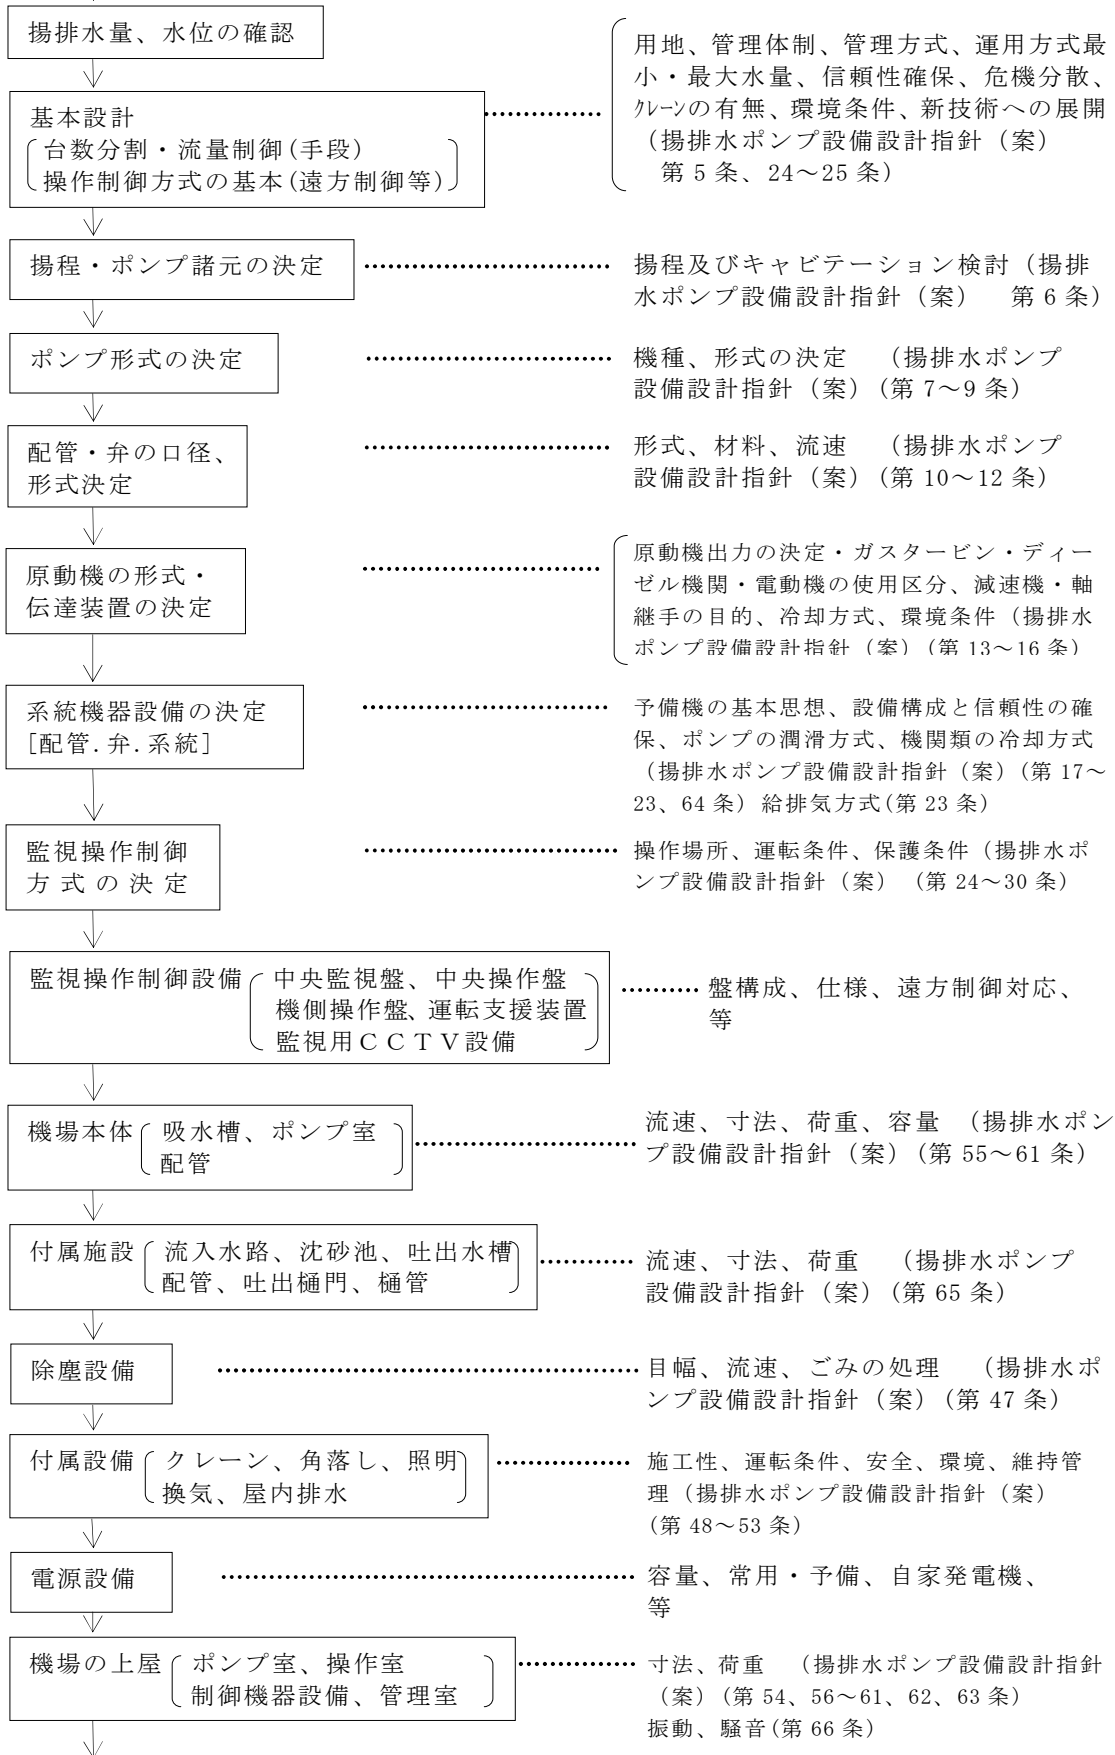 揚排水量、水位の確認
用地、管理体制、管理方式、運用方式最
小・最大水量、信頼性確保、危機分散、
ｸﾚｰﾝの有無、環境条件、新技術への展開
（揚排水ポンプ設備設計指針（案）
第5条、24～25条）
基本設計
台数分割・流量制御(手段)
操作制御方式の基本(遠方制御等)
揚程・ポンプ諸元の決定
揚程及びキャビテーション検討（揚排
水ポンプ設備設計指針（案） 第6条）
ポンプ形式の決定
機種、形式の決定 （揚排水ポンプ
設備設計指針（案）(第7～9条）
配管・弁の口径、
形式決定
形式、材料、流速 （揚排水ポンプ
設備設計指針（案）(第10～12条）
原動機の形式・
伝達装置の決定
原動機出力の決定・ガスタービン・ディー
ゼル機関・電動機の使用区分、減速機・軸
継手の目的、冷却方式、環境条件（揚排水
ポンプ設備設計指針（案）(第13～16条）
系統機器設備の決定
[配管.弁.系統]
予備機の基本思想、設備構成と信頼性の確
保、ポンプの潤滑方式、機関類の冷却方式
（揚排水ポンプ設備設計指針（案）(第17～
23、64条）給排気方式(第23条）
監視操作制御
方式の決定
操作場所、運転条件、保護条件（揚排水ポ
ンプ設備設計指針（案）（第24～30条）
監視操作制御設備
中央監視盤、中央操作盤
機側操作盤、運転支援装置
監視用ＣＣＴＶ設備
盤構成、仕様、遠方制御対応、
等
機場本体
吸水槽、ポンプ室
配管
流速、寸法、荷重、容量 （揚排水ポン
プ設備設計指針（案）(第55～61条）
付属施設
流入水路、沈砂池、吐出水槽
配管、吐出樋門、樋管
流速、寸法、荷重 （揚排水ポンプ
設備設計指針（案）(第65条）
除塵設備
目幅、流速、ごみの処理 （揚排水ポ
ンプ設備設計指針（案）(第47条）
付属設備
クレーン、角落し、照明
換気、屋内排水
施工性、運転条件、安全、環境、維持管
理（揚排水ポンプ設備設計指針（案）
(第48～53条）
電源設備
容量、常用・予備、自家発電機、
等
機場の上屋
ポンプ室、操作室
制御機器設備、管理室
寸法、荷重 （揚排水ポンプ設備設計指針
（案）(第54、56～61、62、63条）
振動、騒音(第66条）